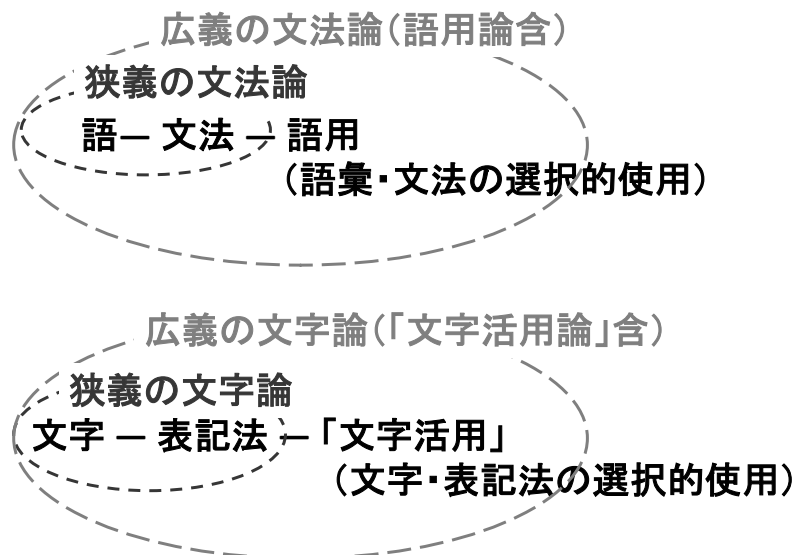 広義の文法論(語用論含)
狭義の文法論
語— 文法 — 語用
(語彙・文法の選択的使用)
広義の文字論(「文字活用論」含)
狭義の文字論
文字 — 表記法 —「文字活用」
(文字・表記法の選択的使用)